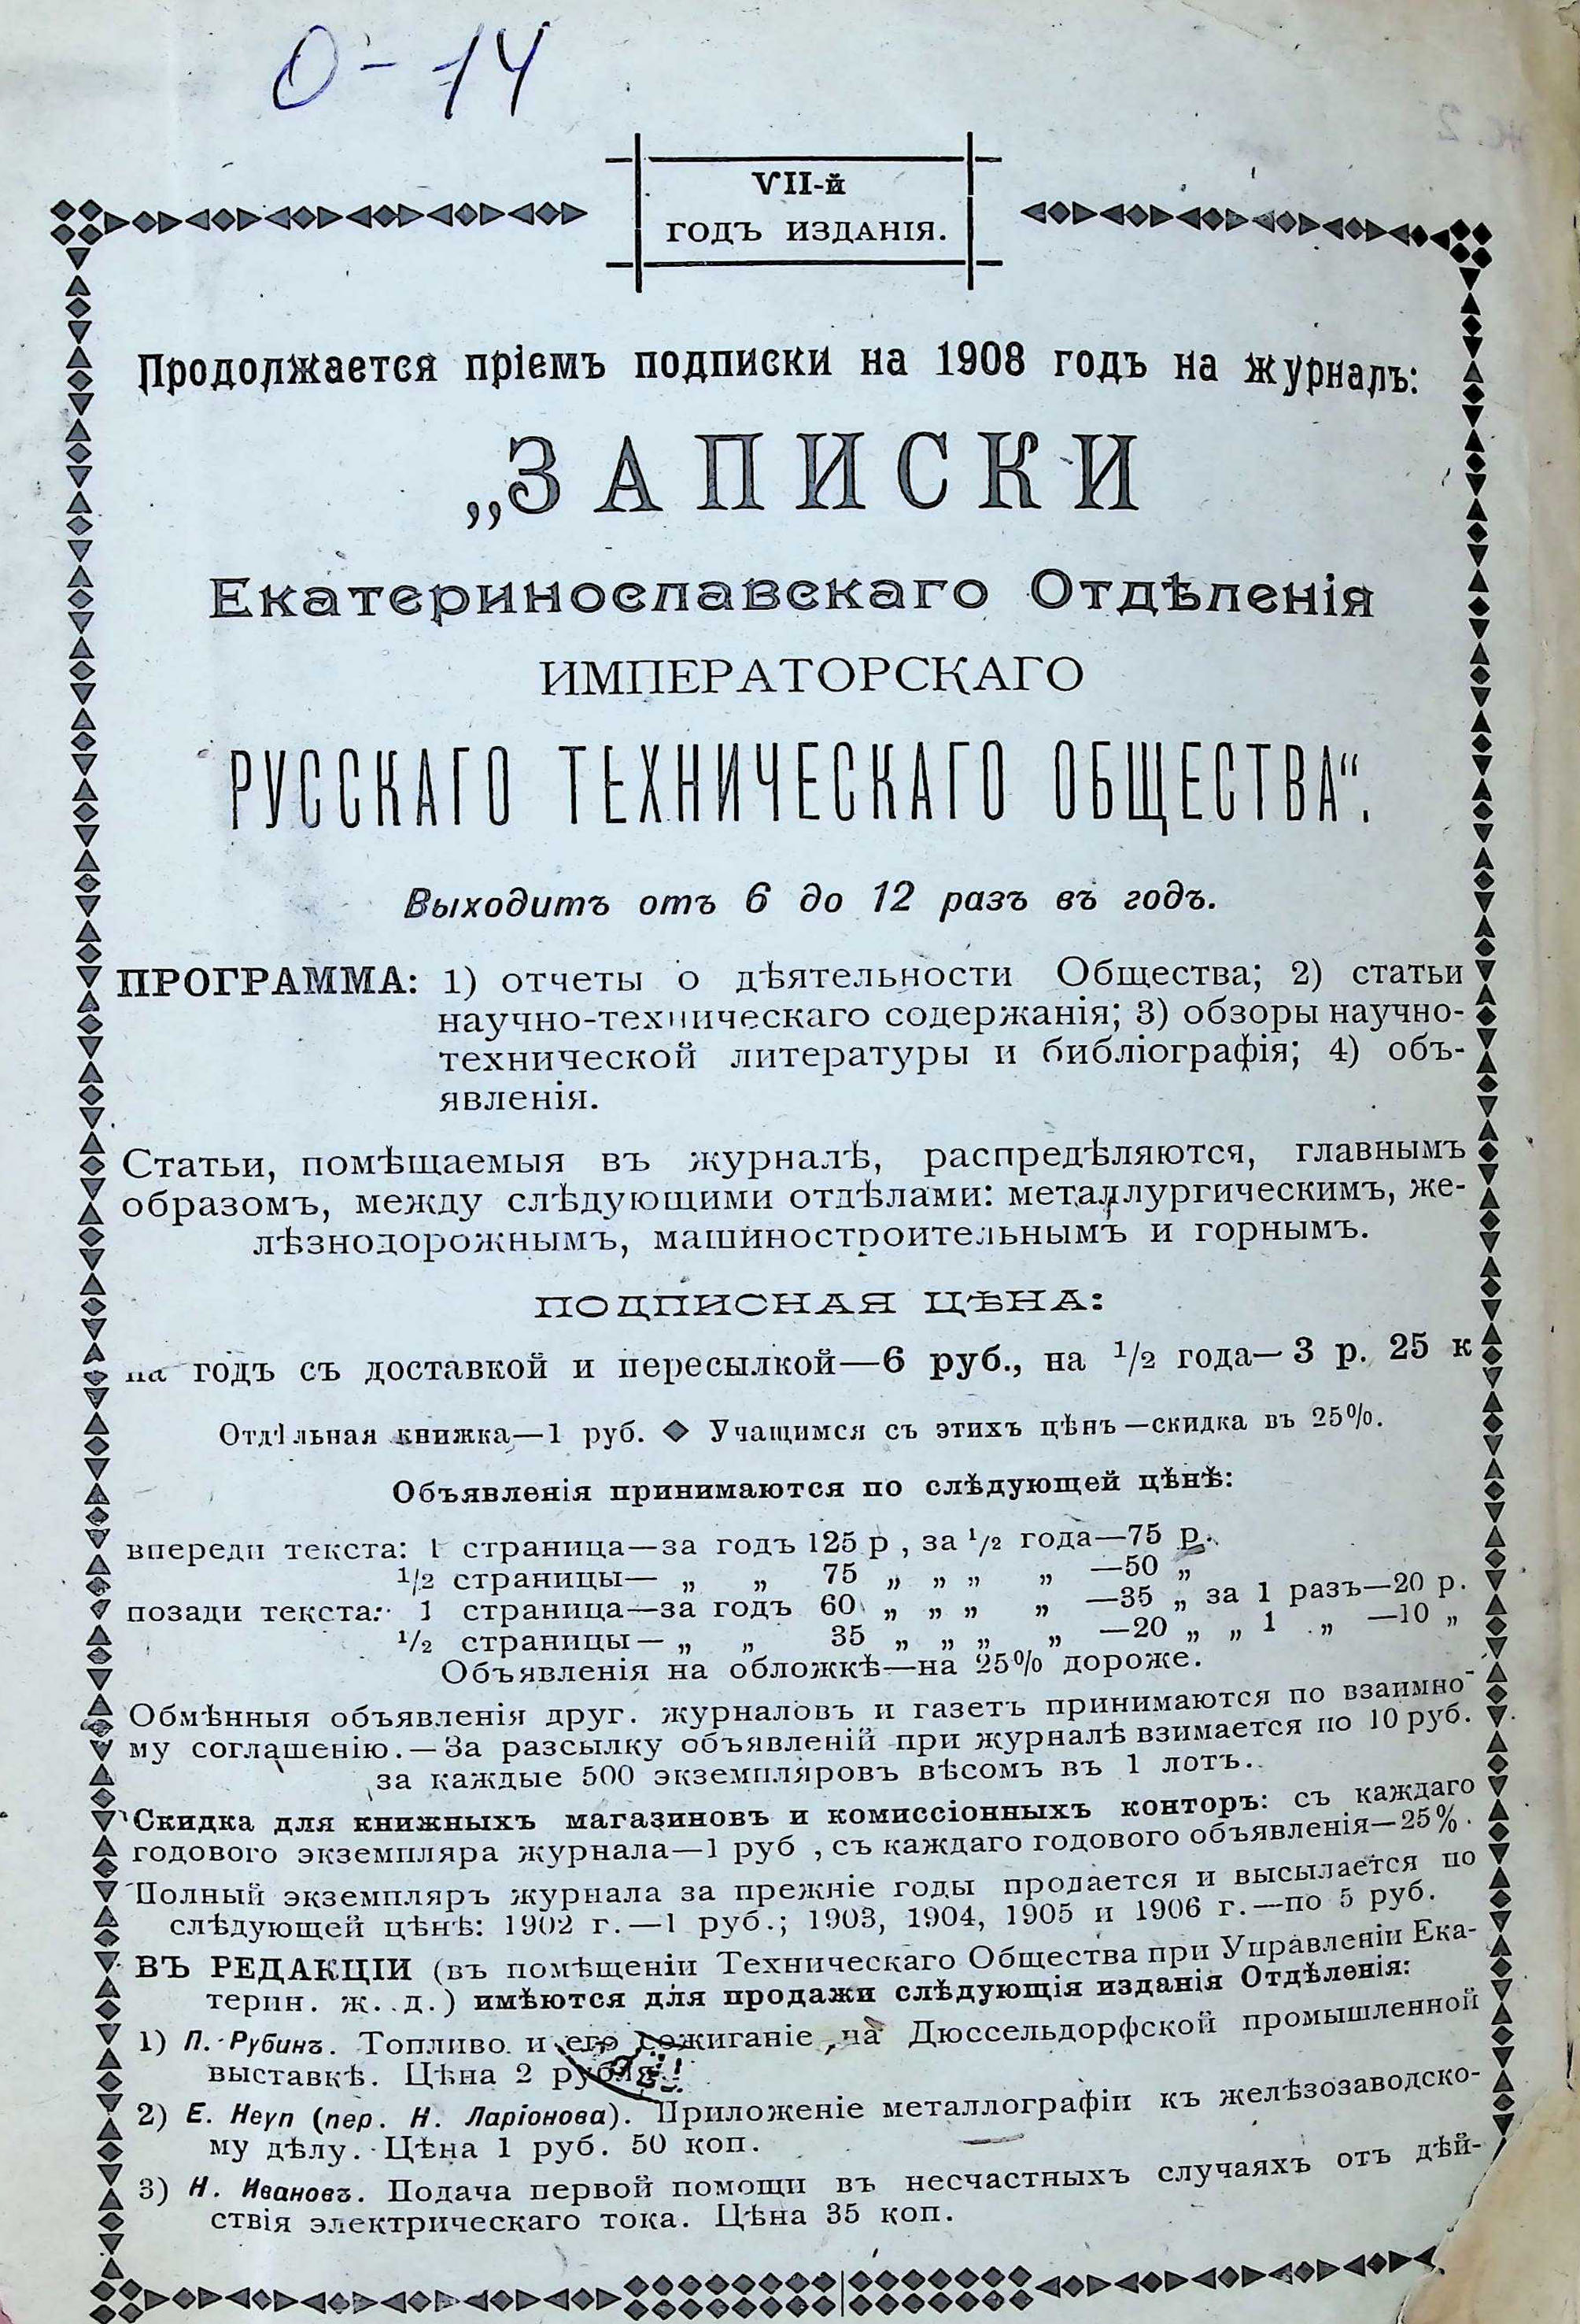 О-14
VII-й
ГОДЪ ИЗДАНІЯ.
Продолжается пріемъ подписки на 1908 годъ на журналъ:
„ЗАПИСКИ
Екатеринославскаго Отдѣленія
ИМПЕРАТОРСКАГО
РУССКАГО ТЕХНИЧЕСКАГО ОБЩЕСТВА“.
Выходитъ отъ 6 до 12 разъ въ годъ.
ПРОГРАММА: 1) отчеты о дѣятельности Общества; 2) статьи
научно-техническаго содержанія; 3) обзоры научно-
технической литературы и библіографія; 4) объ-
явленія.
Статьи, помѣщаемыя въ журналѣ, распредѣляются, главнымъ
образомъ, между слѣдующими отдѣлами: металлургическимъ, же-
лѣзнодорожнымъ, машиностроительнымъ и горнымъ.
ПОДПИСНАЯ ЦѢНА:
на годъ съ доставкой и пересылкой—6 руб., на 1/2 года—3 р. 25 к
Отдѣльная книжка—1 руб. ◆ Учащимся съ этихъ цѣнъ—скидка въ 25%.
Объявленія принимаются по слѣдующей цѣнѣ:
впереди текста: 1 страница—за годъ 125 р , за 1/2 года—75 р.
1/2 страницы— „ „ 75 „ „ „ „ —50 „
позади текста: 1 страница—за годъ 60 „ „ „ „ —35 „ за 1 разъ—20 р.
1/2 страницы— „ „ 35 „ „ „ „ —20 „ „ 1 „ —10 „
Объявленія на обложкѣ—на 25% дороже.
Обмѣнныя объявленія друг. журналовъ и газетъ принимаются по взаимно-
му соглашенію.—За разсылку объявленій при журналѣ взимается по 10 руб.
за каждые 500 экземпляровъ вѣсомъ въ 1 лотъ.
Скидка для книжныхъ магазиновъ и комиссіонныхъ конторъ: съ каждаго
годового экземпляра журнала—1 руб , съ каждаго годового объявленія—25%.
Полный экземпляръ журнала за прежніе годы продается и высылается по
слѣдующей цѣнѣ: 1902 г.—1 руб.; 1903, 1904, 1905 и 1906 г.—по 5 руб.
ВЪ РЕДАКЦІИ (въ помѣщеніи Техническаго Общества при Управленіи Ека-
терин. ж. д.) имѣются для продажи слѣдующія изданія Отдѣленія:
1) П. Рубинъ. Топливо и его сожиганіе на Дюссельдорфской промышленной
выставкѣ. Цѣна 2 рубля.
2) Е. Неуп (пер. Н. Ларіонова). Приложеніе металлографіи къ желѣзозаводско-
му дѣлу. Цѣна 1 руб. 50 коп.
3) Н. Ивановъ. Подача первой помощи въ несчастныхъ случаяхъ отъ дѣй-
ствія электрическаго тока. Цѣна 35 коп.